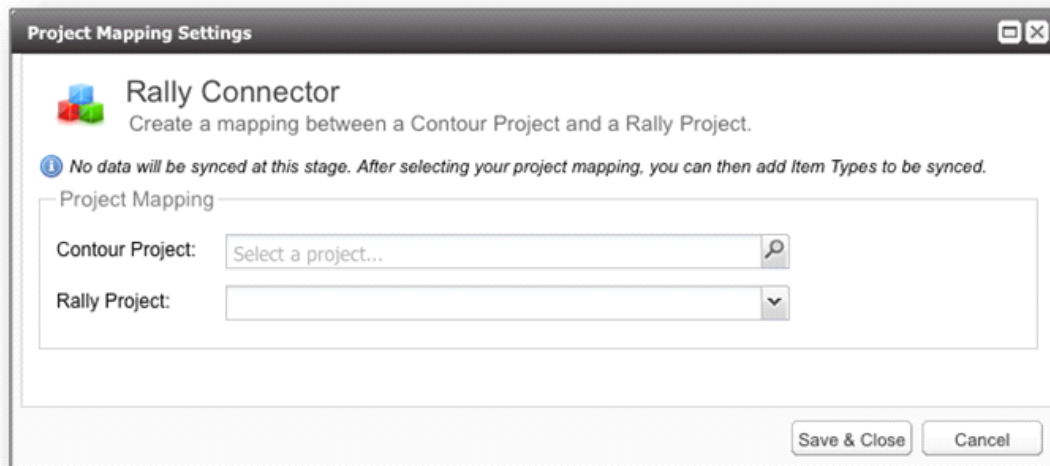 Project Mapping Settings
Rally Connector
Create a mapping between a Contour Project and a Rally Project.
No data will be synced at this stage. After selecting your project mapping, you can then add Item Types to be synced.
Project Mapping
Contour Project:
Select a project...
Rally Project:
Save & Close
Cancel